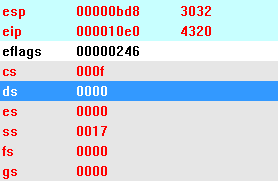 esp 00000bd8 3032
eip 000010e0 4320
eflags 00000246
cs 000f
ds 0000
es 0000
ss 0017
fs 0000
gs 0000